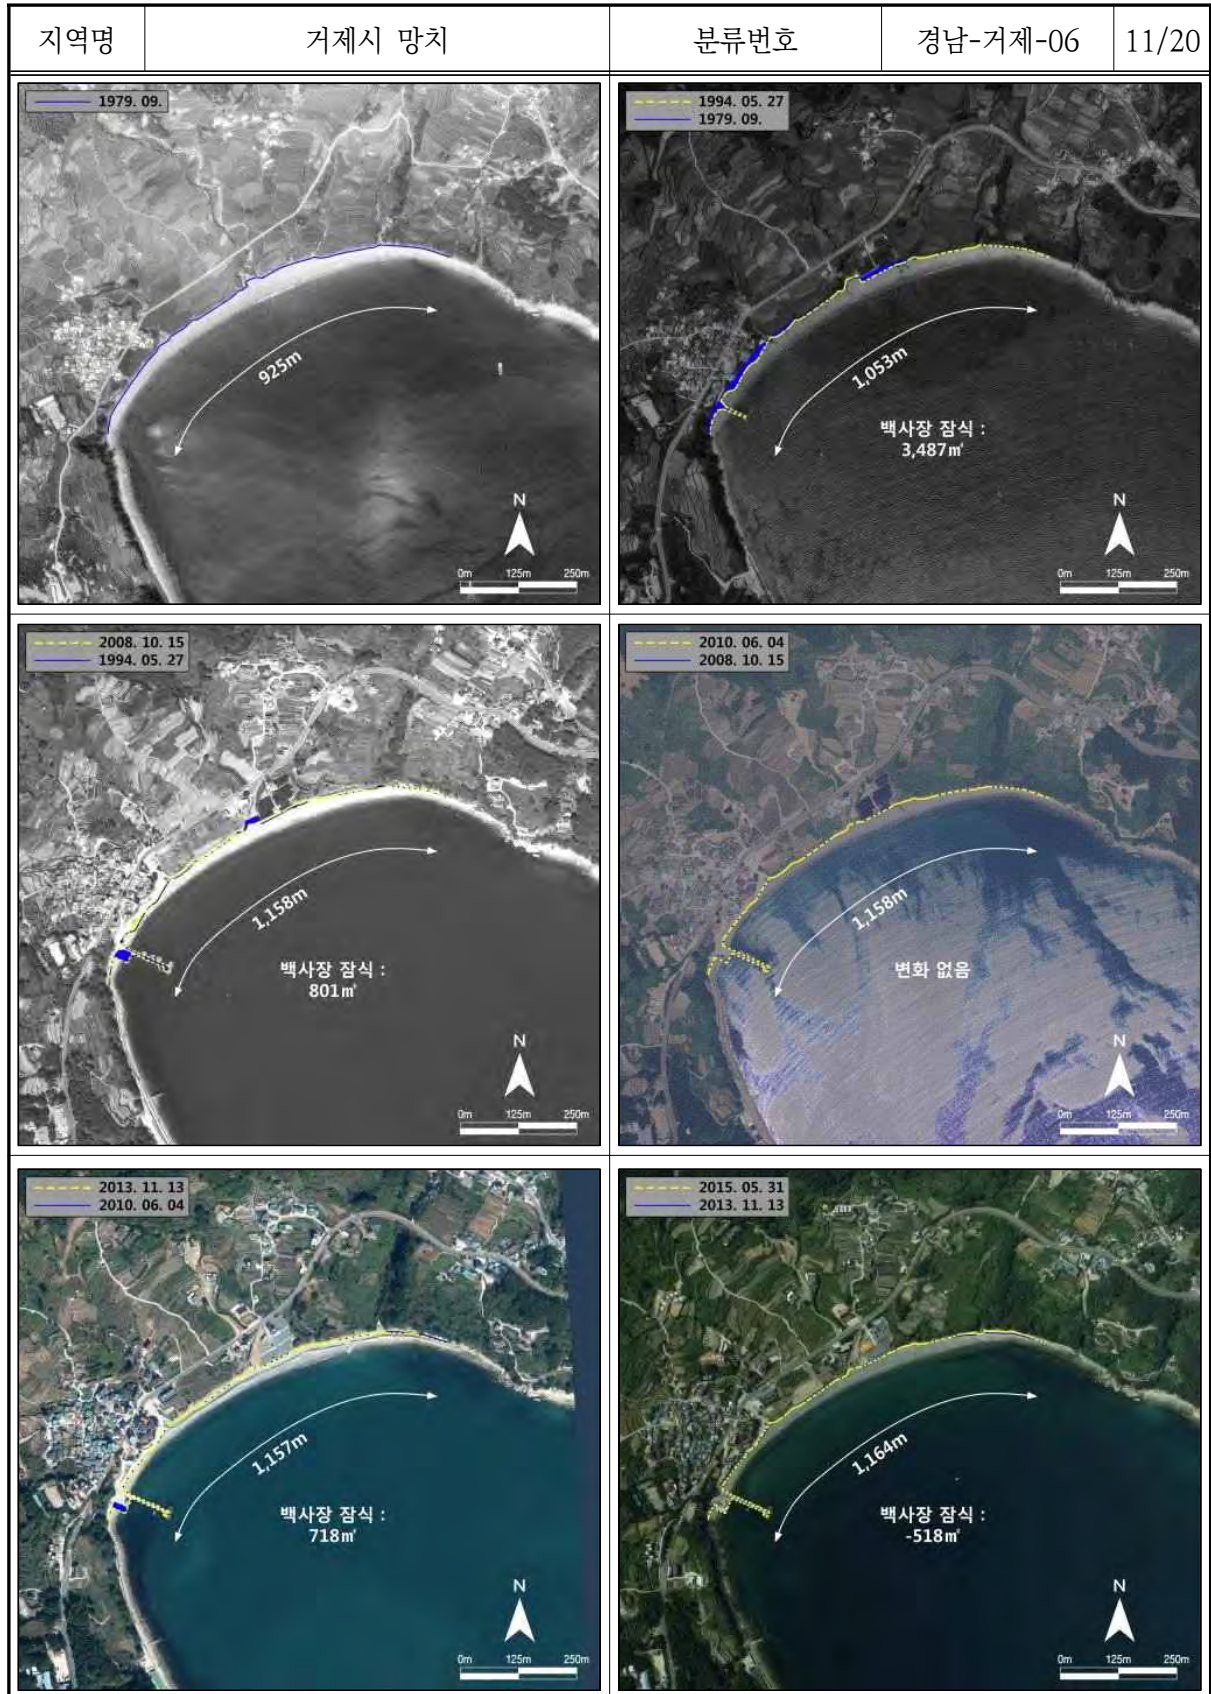 지역명 거제시 망치 분류번호 경남-거제-06 11/20
1979. 09.
925m
N
0m 125m 250m
1994. 05. 27
1979. 09.
1,053m
백사장 잠식 :
3,487㎡
N
0m 125m 250m
2008. 10. 15
1994. 05. 27
1,158m
백사장 잠식 :
801㎡
N
0m 125m 250m
2010. 06. 04
2008. 10. 15
1,158m
변화 없음
N
0m 125m 250m
2013. 11. 13
2010. 06. 04
1,157m
백사장 잠식 :
718㎡
N
0m 125m 250m
2015. 05. 31
2013. 11. 13
1,164m
백사장 잠식 :
-518㎡
N
0m 125m 250m